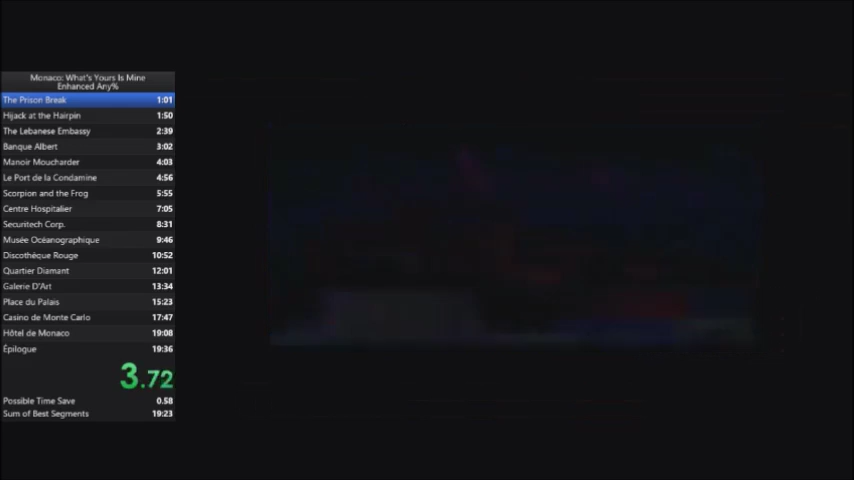 Monaco: What's Yours Is Mine
Enhanced Any%
The Prison Break 1:01
Hijack at the Hairpin 1:50
The Lebanese Embassy 2:39
Banque Albert 3:02
Manoir Moucharder 4:03
Le Port de la Condamine 4:56
Scorpion and the Frog 5:55
Centre Hospitalier 7:05
Securitech Corp. 8:31
Musée Océanographique 9:46
Discothèque Rouge 10:52
Quartier Diamant 12:01
Galerie D'Art 13:34
Place du Palais 15:23
Casino de Monte Carlo 17:47
Hôtel de Monaco 19:08
Épilogue 19:36
3.72
Possible Time Save 0.58
Sum of Best Segments 19:23